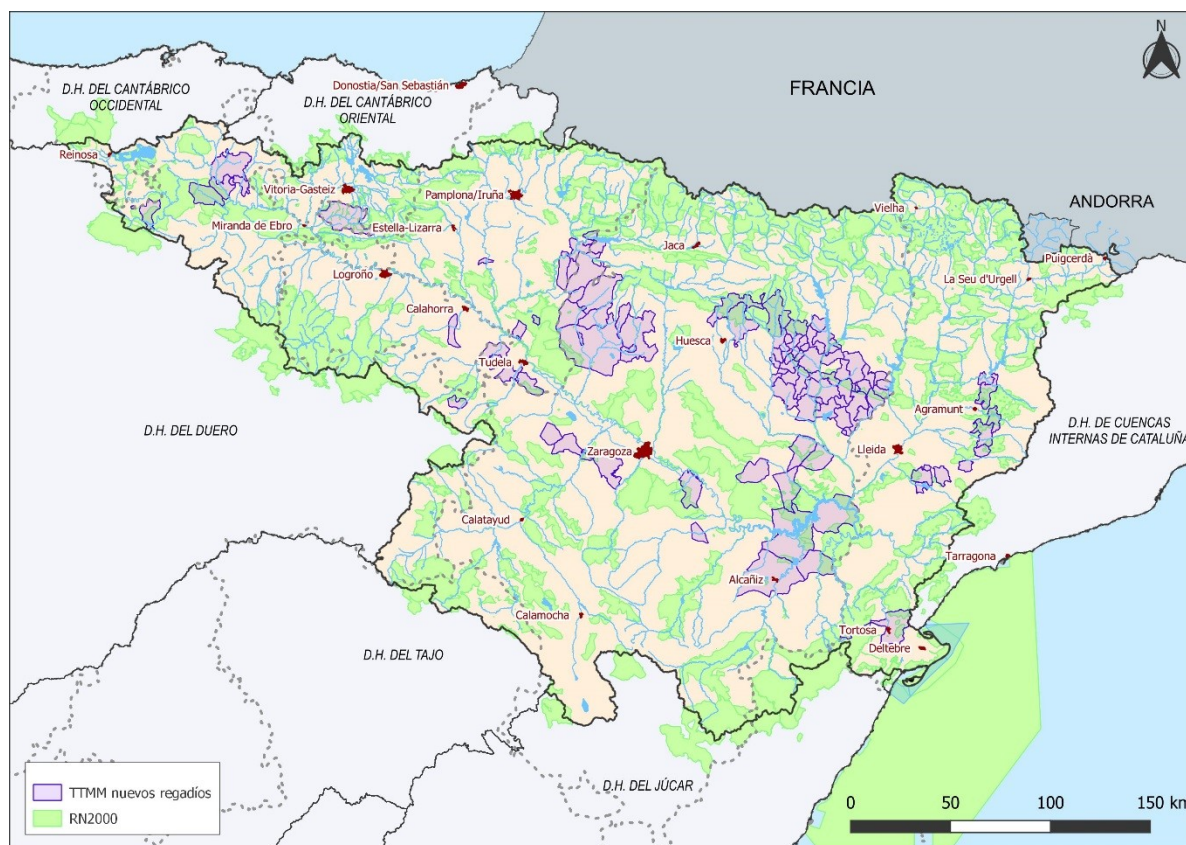 N
FRANCIA
D.H. DEL CANTÁBRICO
OCCIDENTAL
Donostia/San Sebastián
D.H. DEL CANTÁBRICO
ORIENTAL
Reinosa
Vitoria-Gasteiz
Pamplona/Iruña
Vielha
ANDORRA
Miranda de Ebro
Estella-Lizarra
Jaca
Puigcerdà
Logroño
La Seu d'Urgell
Calahorra
Huesca
Tudela
Agramunt
D.H. DEL DUERO
D.H. DE CUENCAS
INTERNAS DE CATALUÑA
Zaragoza
Lleida
Calatayud
Tarragona
Alcañiz
Calamocha
Tortosa
Deltebre
D.H. DEL TAJO
D.H. DEL JÚCAR
TTMM nuevos regadíos
RN2000
0 50 100 150 km